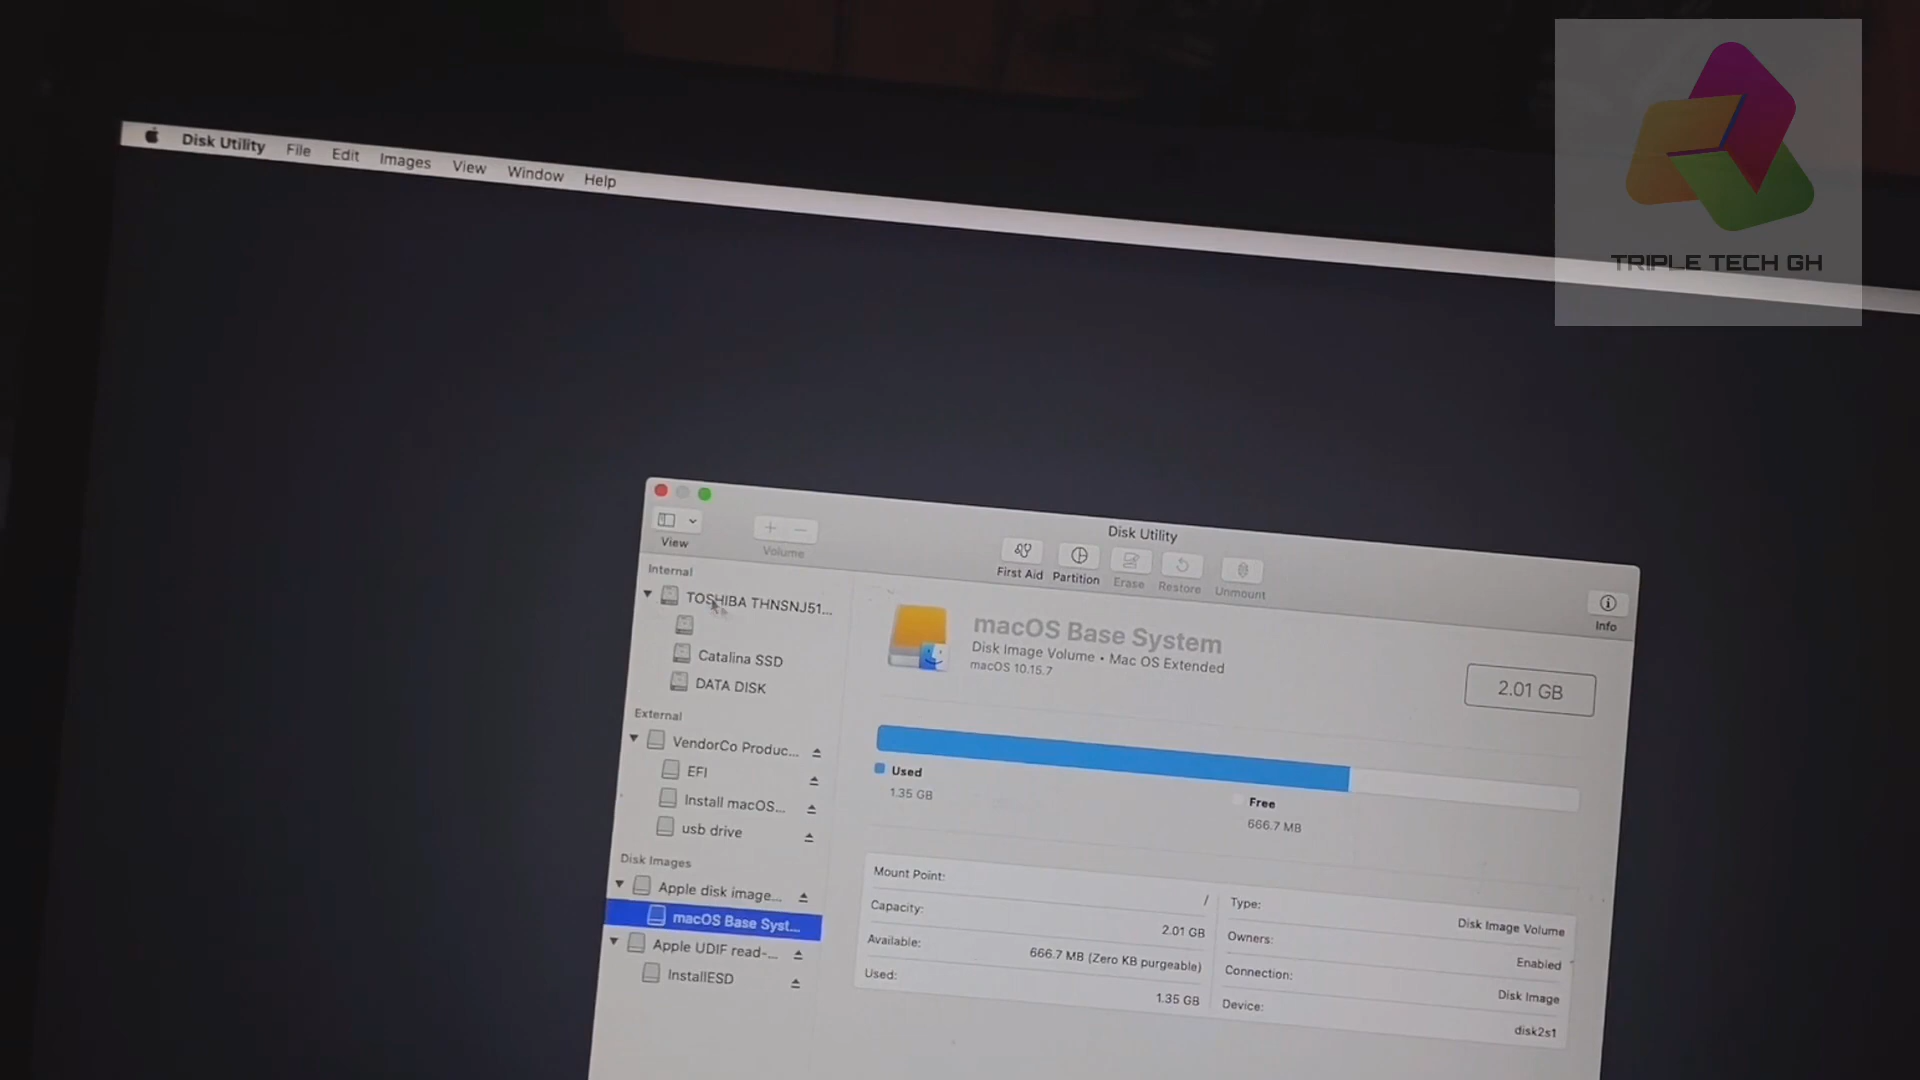 TRIPLE TECH GH
Disk Utility File Edit Images View Window Help
Disk Utility
View
Volume
First Aid
Partition
Erase
Restore
Unmount
Info
Internal
TOSHIBA THNSNJ51...
Catalina SSD
DATA DISK
External
VendorCo Produc...
EFI
Install macOS...
usb drive
Disk Images
Apple disk image...
macOS Base Syst...
Apple UDIF read-...
InstallESD
macOS Base System
Disk Image Volume • Mac OS Extended
macOS 10.15.7
2.01 GB
Used
1.35 GB
Free
666.7 MB
Mount Point: /
Capacity: 2.01 GB
Available: 666.7 MB (Zero KB purgeable)
Used: 1.35 GB
Type: Disk Image Volume
Owners: Enabled
Connection: Disk Image
Device: disk2s1